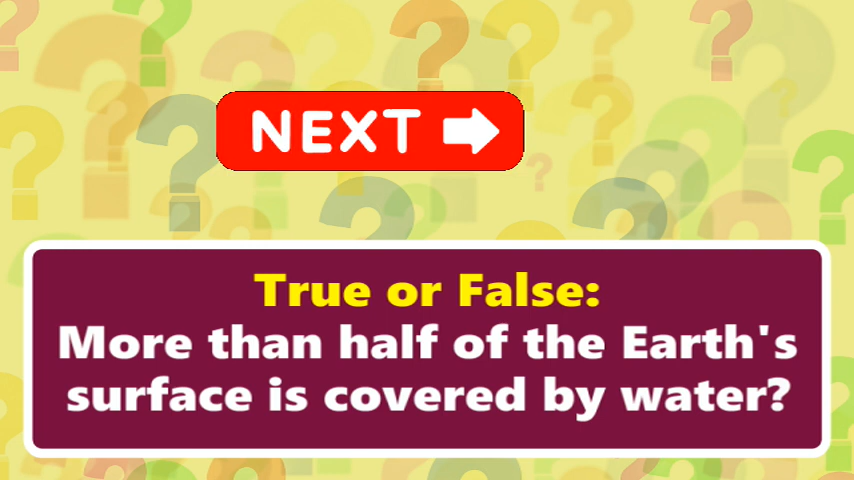 NEXT
True or False:
More than half of the Earth's
surface is covered by water?